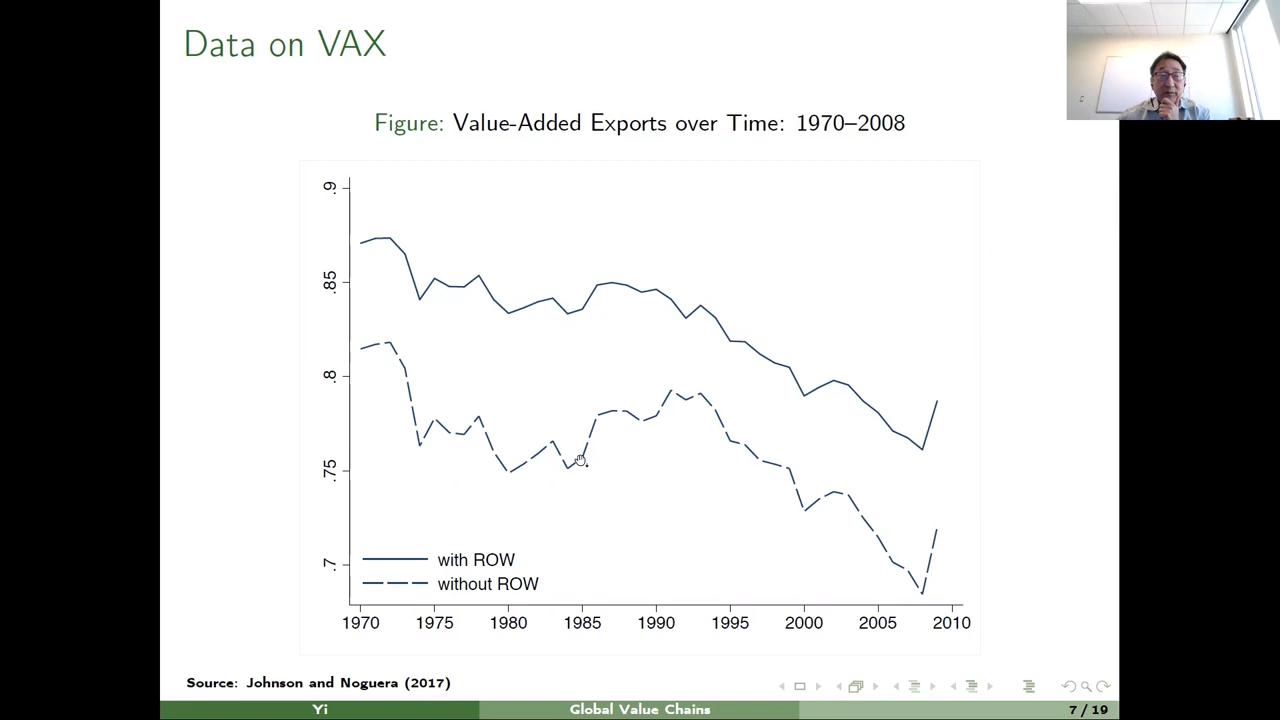 Data on VAX
Figure: Value-Added Exports over Time: 1970–2008
.9
.85
.8
.75
.7
with ROW
without ROW
1970 1975 1980 1985 1990 1995 2000 2005 2010
Source: Johnson and Noguera (2017)
Yi Global Value Chains 7 / 19